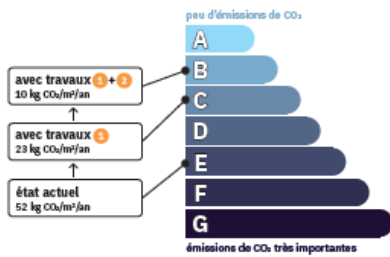 peu d'émissions de CO₂
A
avec travaux 1 + 2
10 kg CO₂/m²/an
B
C
avec travaux 1
23 kg CO₂/m²/an
D
E
état actuel
52 kg CO₂/m²/an
F
G
émissions de CO₂ très importantes